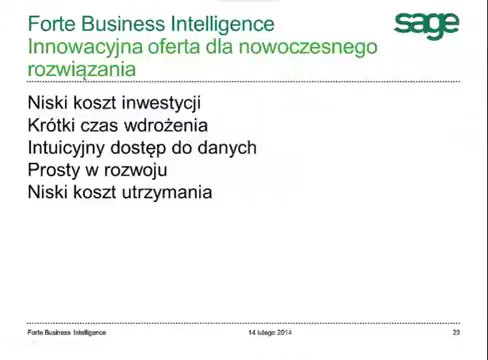 Forte Business Intelligence
Innowacyjna oferta dla nowoczesnego
rozwiązania
sage
Niski koszt inwestycji
Krótki czas wdrożenia
Intuicyjny dostęp do danych
Prosty w rozwoju
Niski koszt utrzymania
Forte Business Intelligence
14 lutego 2014
23